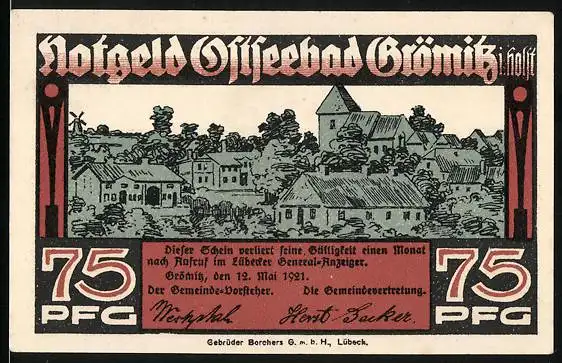 Notgeld Ostseebad Grömitz i. Holst
Dieser Schein verliert seine Gültigkeit einen Monat
nach Aufruf im Lübecker General-Anzeiger.
Grömitz, den 12. Mai 1921.
Der Gemeinde-Vorsteher. Die Gemeindevertretung.
75 PFG
75 PFG
Gebrüder Borchers G. m. b. H., Lübeck.